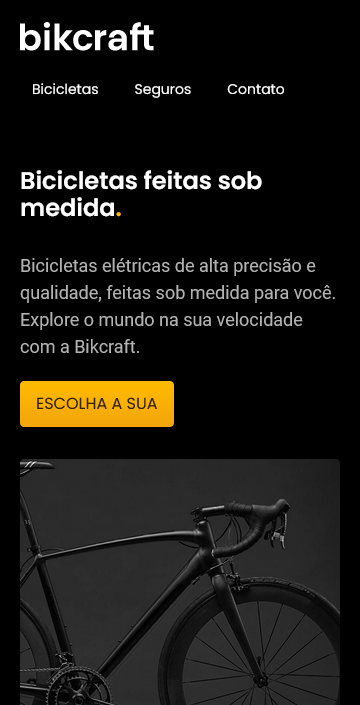 bikcraft
Bicicletas Seguros Contato
Bicicletas feitas sob
medida.
Bicicletas elétricas de alta precisão e
qualidade, feitas sob medida para você.
Explore o mundo na sua velocidade
com a Bikcraft.
ESCOLHA A SUA